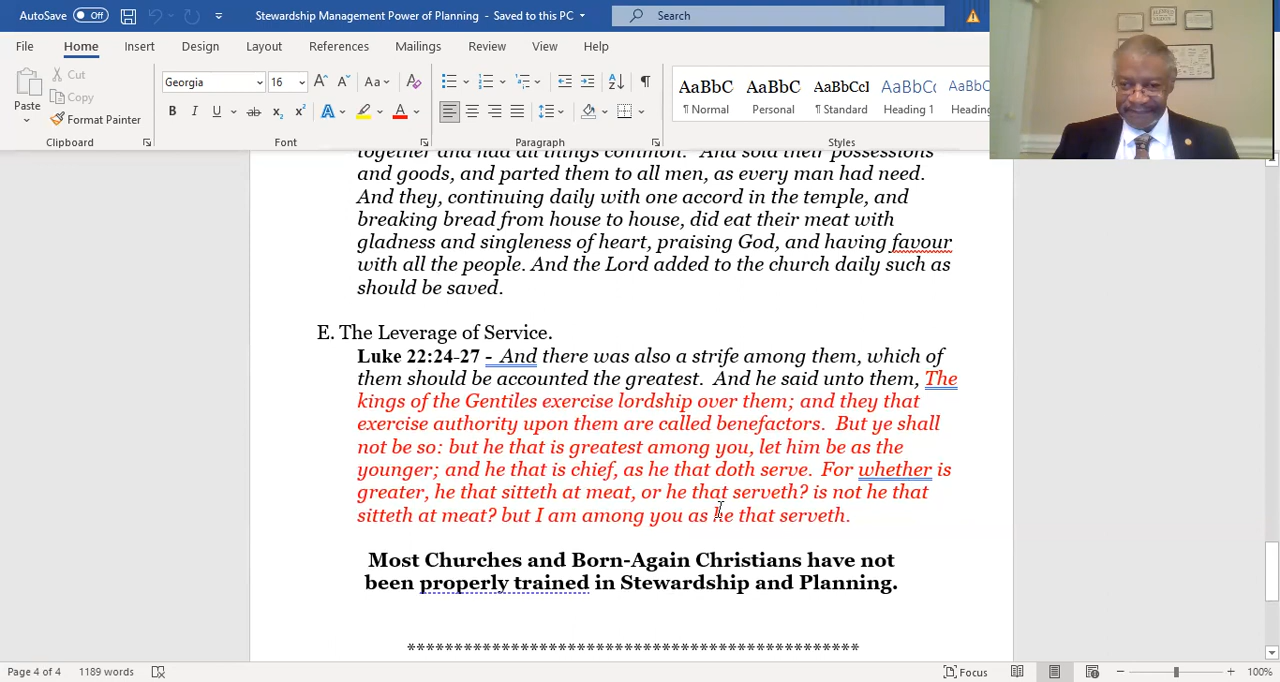 AutoSave Off Stewardship Management Power of Planning - Saved to this PC Search
File Home Insert Design Layout References Mailings Review View Help
Paste Cut Copy Format Painter
Georgia 16 Aa
B I U ab x₂ x² A A
AaBbC AaBbC AaBbCcI AaBbC AaBbC
¶ Normal Personal ¶ Standard Heading 1 Heading
Clipboard Font Paragraph Styles
together and had all things common. And sold their possessions
and goods, and parted them to all men, as every man had need.
And they, continuing daily with one accord in the temple, and
breaking bread from house to house, did eat their meat with
gladness and singleness of heart, praising God, and having favour
with all the people. And the Lord added to the church daily such as
should be saved.
E. The Leverage of Service.
Luke 22:24-27 - And there was also a strife among them, which of
them should be accounted the greatest. And he said unto them, The
kings of the Gentiles exercise lordship over them; and they that
exercise authority upon them are called benefactors. But ye shall
not be so: but he that is greatest among you, let him be as the
younger; and he that is chief, as he that doth serve. For whether is
greater, he that sitteth at meat, or he that serveth? is not he that
sitteth at meat? but I am among you as he that serveth.
Most Churches and Born-Again Christians have not
been properly trained in Stewardship and Planning.
************************************************
Page 4 of 4 1189 words Focus 100%